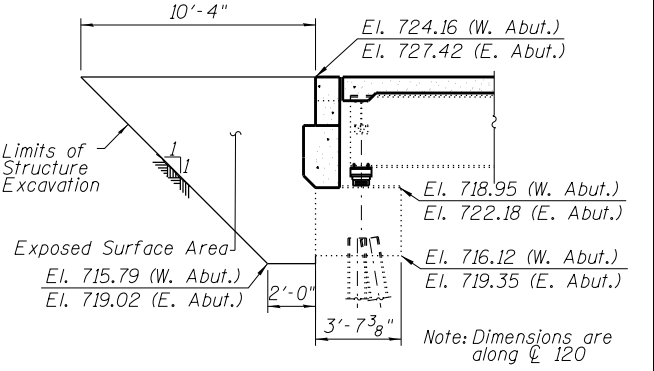 10'-4"
El. 724.16 (W. Abut.)
El. 727.42 (E. Abut.)
1
1
Limits of
Structure
Excavation
El. 718.95 (W. Abut.)
El. 722.18 (E. Abut.)
Exposed Surface Area
El. 716.12 (W. Abut.)
El. 719.35 (E. Abut.)
El. 715.79 (W. Abut.)
El. 719.02 (E. Abut.)
2'-0"
3'-7 3/8"
Note: Dimensions are
along ℄ 120